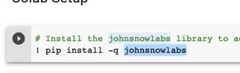 Colab Setup
# Install the johnsnowlabs library to a
! pip install -q johnsnowlabs